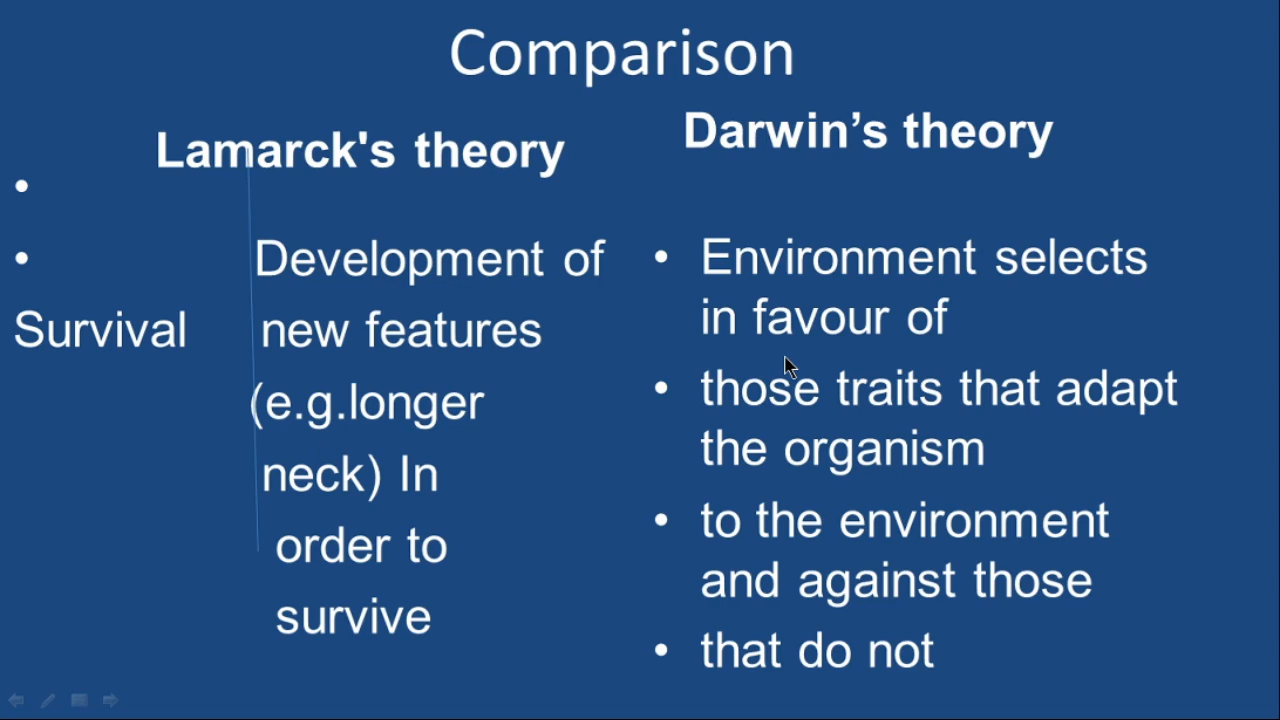 Comparison
Lamarck's theory
•
• Development of
Survival new features
(e.g.longer
neck) In
order to
survive
Darwin’s theory
• Environment selects
in favour of
• those traits that adapt
the organism
• to the environment
and against those
• that do not